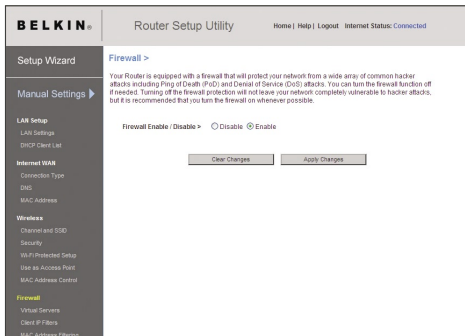 BELKIN®
Router Setup Utility
Home | Help | Logout Internet Status: Connected
Setup Wizard
Manual Settings
LAN Setup
LAN Settings
DHCP Client List
Internet WAN
Connection Type
DNS
MAC Address
Wireless
Channel and SSID
Security
Wi-Fi Protected Setup
Use as Access Point
MAC Address Control
Firewall
Virtual Servers
Client IP Filters
MAC Address Filtering
Firewall >
Your Router is equipped with a firewall that will protect your network from a wide array of common hacker
attacks including Ping of Death (PoD) and Denial of Service (DoS) attacks. You can turn the firewall function off
if needed. Turning off the firewall protection will not leave your network completely vulnerable to hacker attacks,
but it is recommended that you turn the firewall on whenever possible.
Firewall Enable / Disable > Disable Enable
Clear Changes Apply Changes